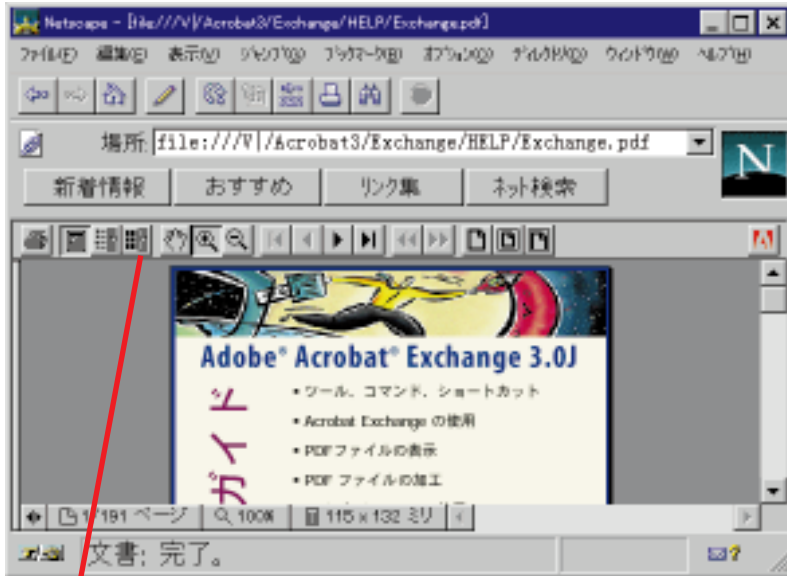 Netscape - [file:///V|/Acrobat3/Exchange/HELP/Exchange.pdf]
ファイル(F) 編集(E) 表示(V) ジャンプ(G) ブックマーク(B) オプション(O) ディレクトリ(D) ウィンドウ(W) ヘルプ(H)
場所: file:///V|/Acrobat3/Exchange/HELP/Exchange.pdf
N
新着情報 おすすめ リンク集 ネット検索
Adobe® Acrobat® Exchange 3.0J
ガイド
• ツール、コマンド、ショートカット
• Acrobat Exchange の使用
• PDF ファイルの表示
• PDF ファイルの加工
1/191 ページ 100% 115 x 132 ミリ
文書: 完了。